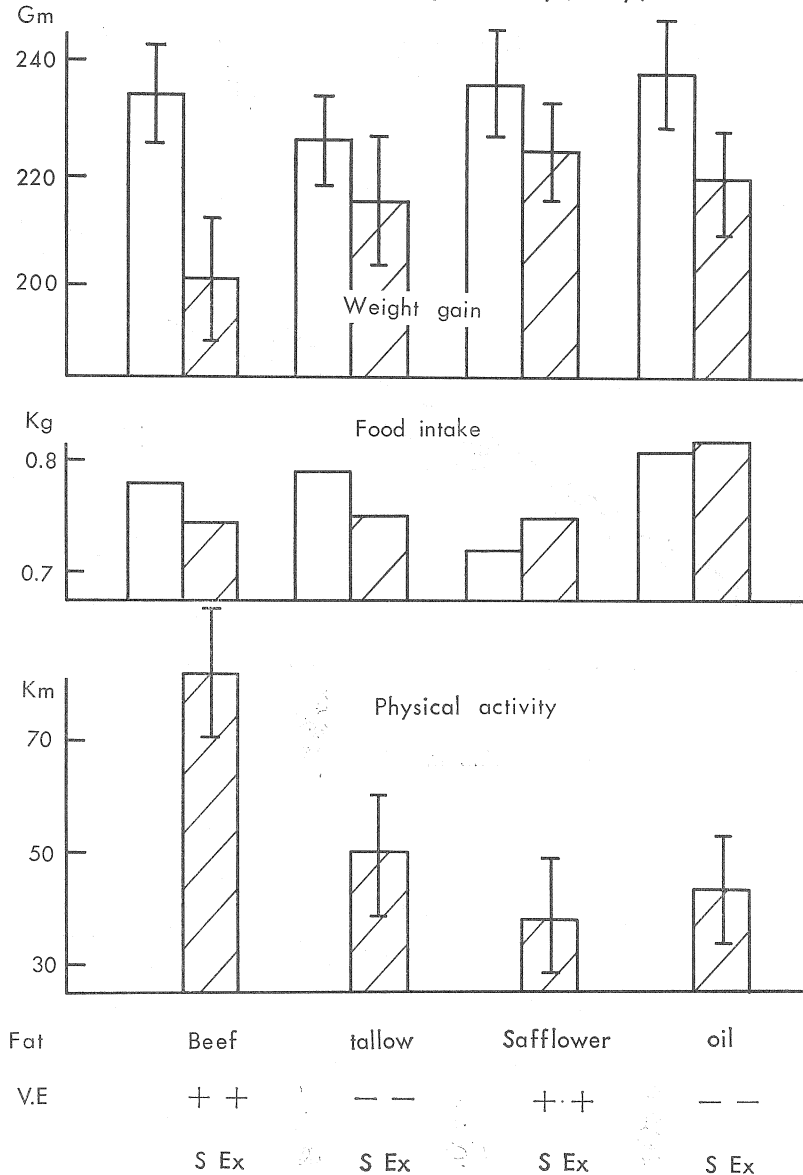 Gm
240
220
200
Weight gain
Kg
Food intake
0.8
0.7
Km
Physical activity
70
50
30
Fat Beef tallow Safflower oil
V.E + + — — + + — —
S Ex S Ex S Ex S Ex